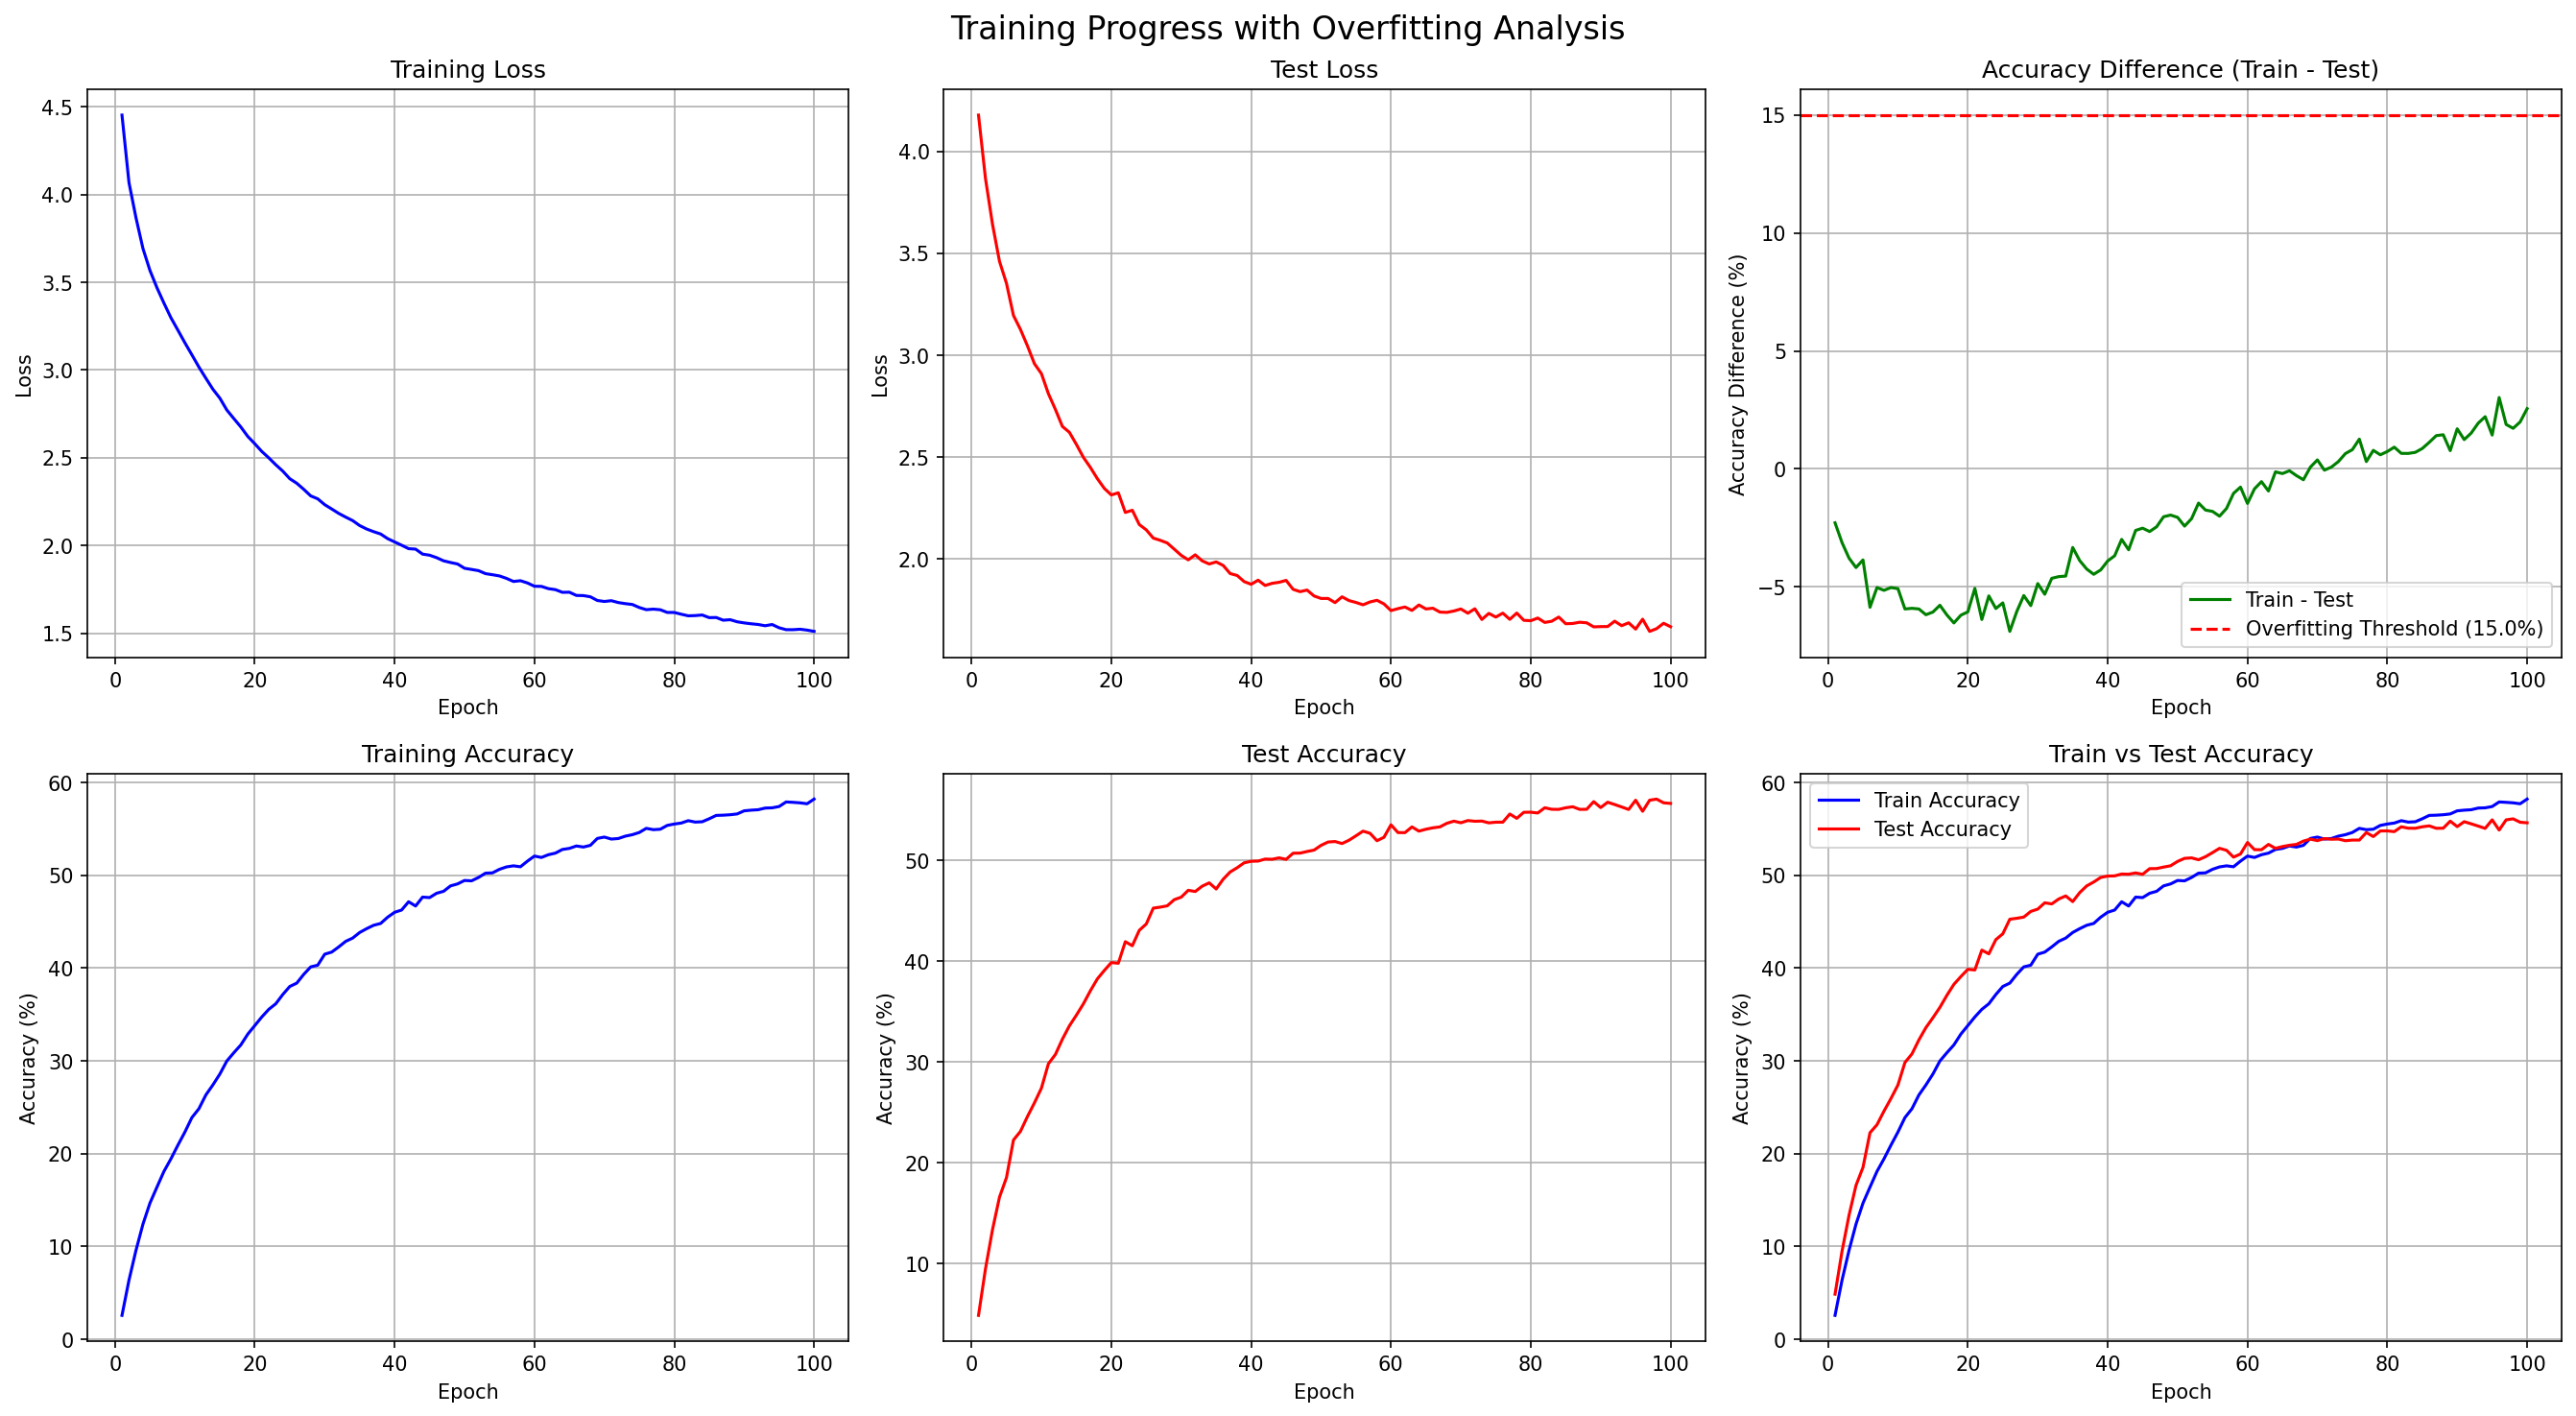 Training Progress with Overfitting Analysis
Training Loss
4.5
4.0
3.5
3.0
2.5
2.0
1.5
Loss
0 20 40 60 80 100
Epoch
Test Loss
4.0
3.5
3.0
2.5
2.0
Loss
0 20 40 60 80 100
Epoch
Accuracy Difference (Train - Test)
15
10
5
0
−5
Accuracy Difference (%)
Train - Test
Overfitting Threshold (15.0%)
0 20 40 60 80 100
Epoch
Training Accuracy
60
50
40
30
20
10
0
Accuracy (%)
0 20 40 60 80 100
Epoch
Test Accuracy
50
40
30
20
10
Accuracy (%)
0 20 40 60 80 100
Epoch
Train vs Test Accuracy
Train Accuracy
Test Accuracy
60
50
40
30
20
10
0
Accuracy (%)
0 20 40 60 80 100
Epoch